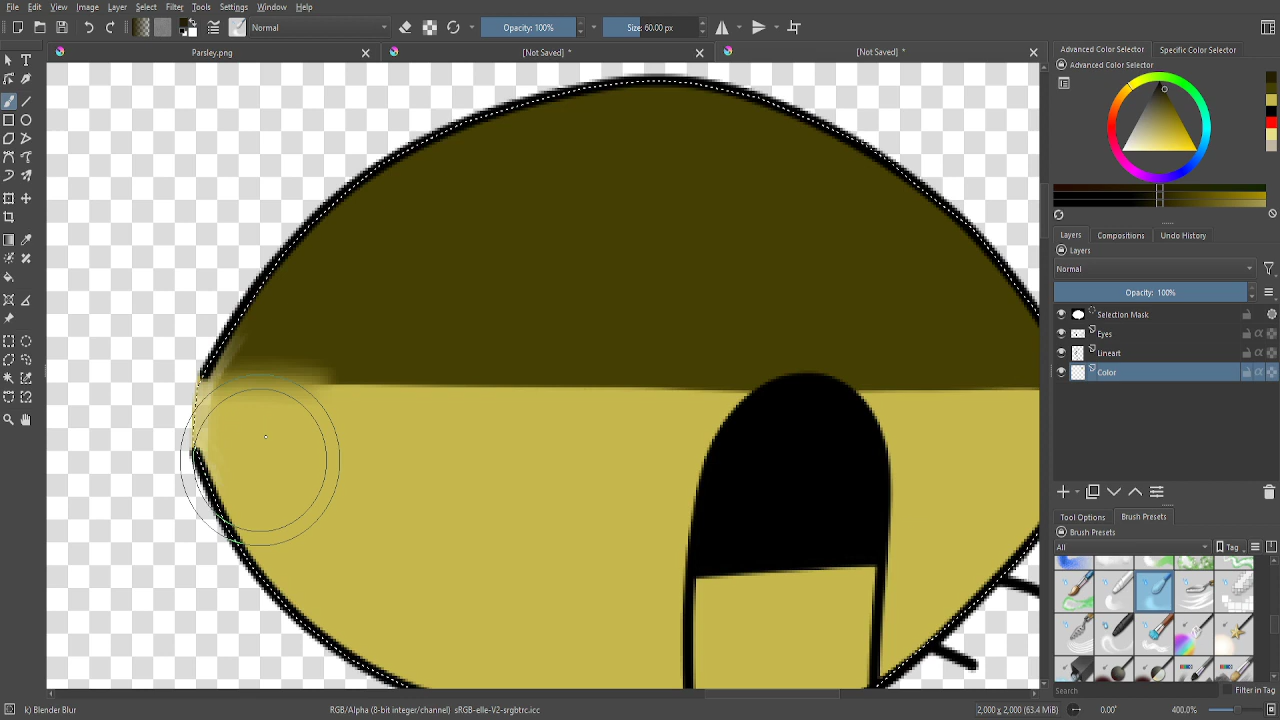 File Edit View Image Layer Select Filter Tools Settings Window Help
Normal Opacity: 100% Size: 60.00 px
Parsley.png [Not Saved] * [Not Saved] *
Advanced Color Selector Specific Color Selector
Advanced Color Selector
Layers Compositions Undo History
Layers
Normal
Opacity: 100%
Selection Mask
Eyes
Lineart
Color
Tool Options Brush Presets
Brush Presets
All Tag
Search Filter in Tag
k) Blender Blur RGB/Alpha (8-bit integer/channel) sRGB-elle-V2-srgbtrc.icc 2,000 x 2,000 (63.4 MiB) 0.00° 400.0%